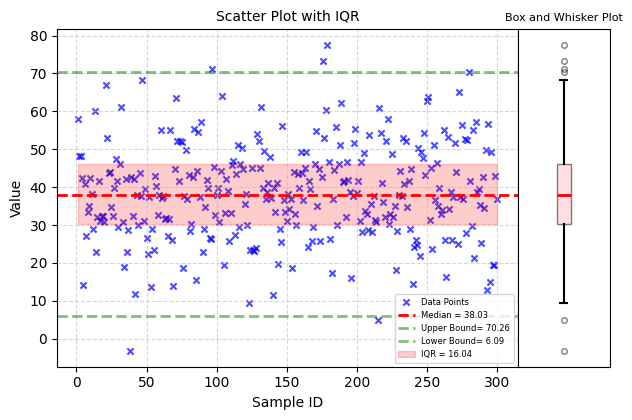 Scatter Plot with IQR
Box and Whisker Plot
Value
80
70
60
50
40
30
20
10
0
0 50 100 150 200 250 300
Sample ID
Data Points
Median = 38.03
Upper Bound= 70.26
Lower Bound= 6.09
IQR = 16.04